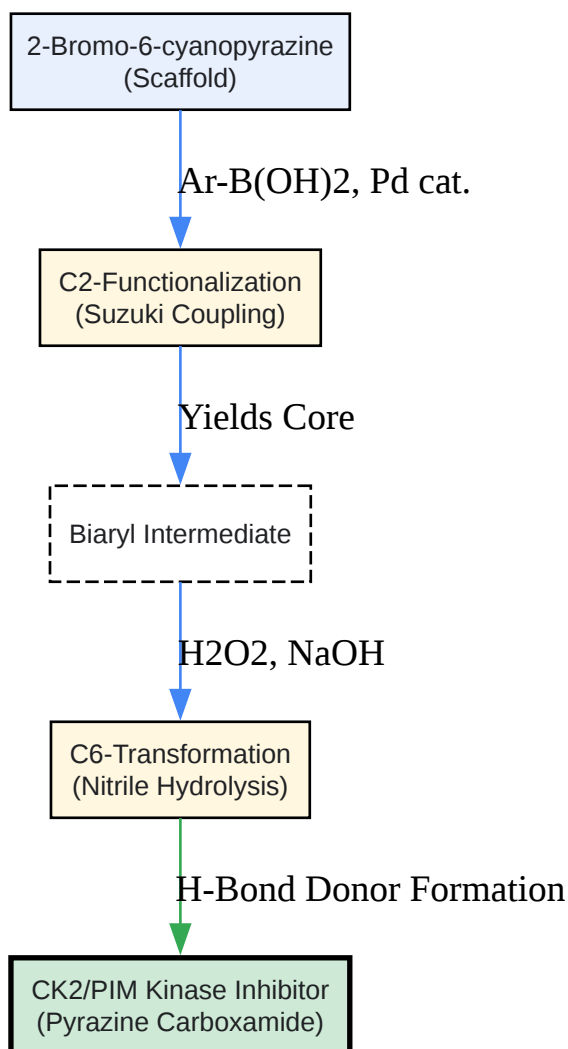 2-Bromo-6-cyanopyrazine
(Scaffold)
Ar-B(OH)2, Pd cat.
C2-Functionalization
(Suzuki Coupling)
Yields Core
Biaryl Intermediate
H2O2, NaOH
C6-Transformation
(Nitrile Hydrolysis)
H-Bond Donor Formation
CK2/PIM Kinase Inhibitor
(Pyrazine Carboxamide)